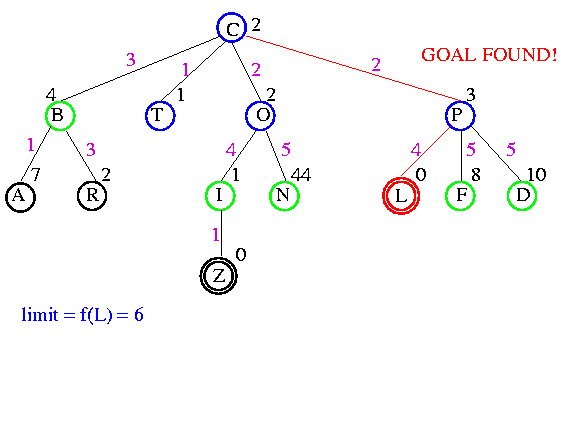 C 2
GOAL FOUND!
3 1 2 2
4 1 2 3
B T O P
1 3 4 5 4 5 5
7 2 1 44 0 8 10
A R I N L F D
1
0
Z
limit = f(L) = 6